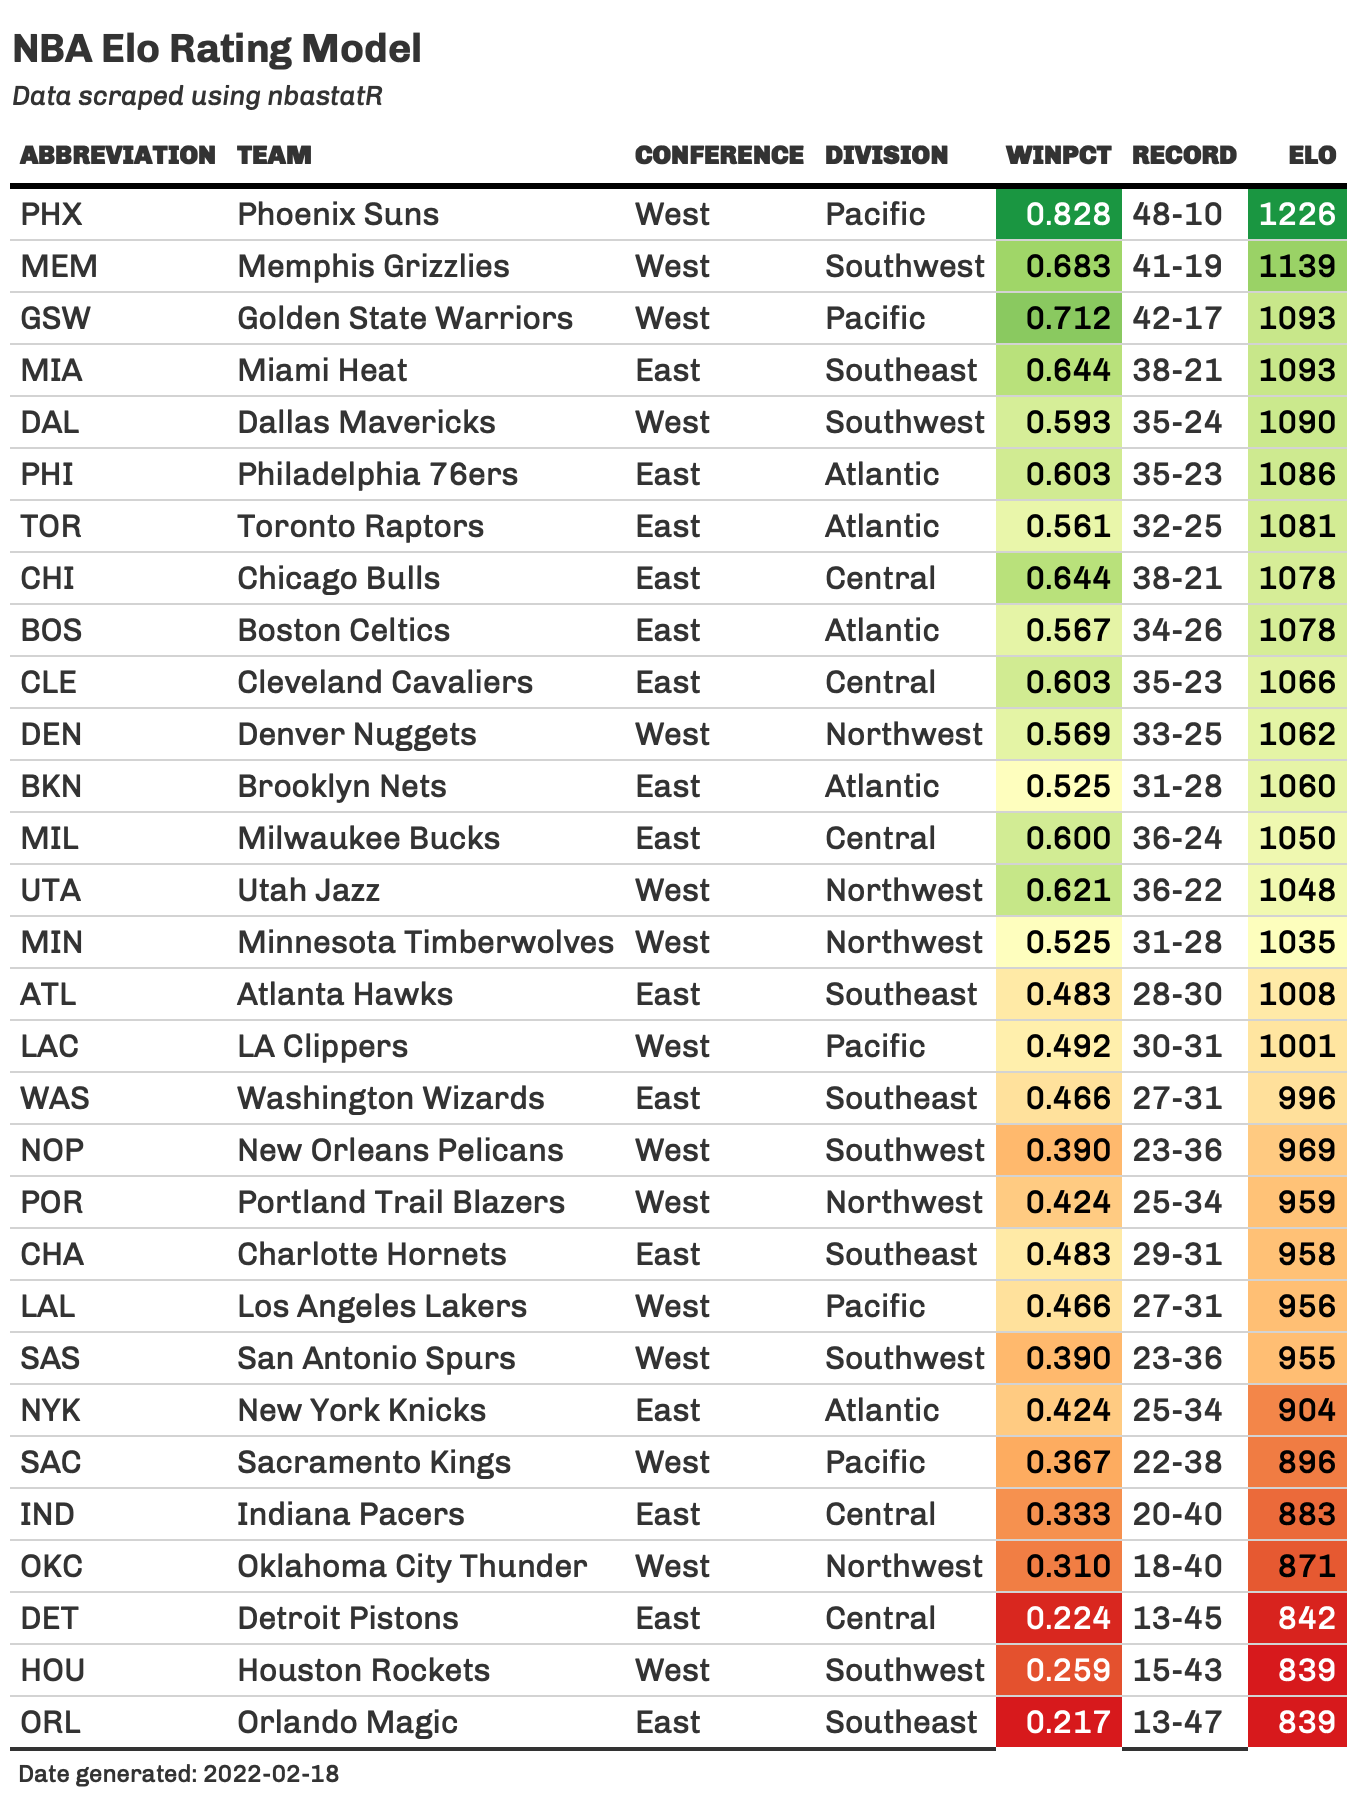 NBA Elo Rating Model
Data scraped using nbastatR
ABBREVIATION TEAM CONFERENCE DIVISION WINPCT RECORD ELO
PHX Phoenix Suns West Pacific 0.828 48-10 1226
MEM Memphis Grizzlies West Southwest 0.683 41-19 1139
GSW Golden State Warriors West Pacific 0.712 42-17 1093
MIA Miami Heat East Southeast 0.644 38-21 1093
DAL Dallas Mavericks West Southwest 0.593 35-24 1090
PHI Philadelphia 76ers East Atlantic 0.603 35-23 1086
TOR Toronto Raptors East Atlantic 0.561 32-25 1081
CHI Chicago Bulls East Central 0.644 38-21 1078
BOS Boston Celtics East Atlantic 0.567 34-26 1078
CLE Cleveland Cavaliers East Central 0.603 35-23 1066
DEN Denver Nuggets West Northwest 0.569 33-25 1062
BKN Brooklyn Nets East Atlantic 0.525 31-28 1060
MIL Milwaukee Bucks East Central 0.600 36-24 1050
UTA Utah Jazz West Northwest 0.621 36-22 1048
MIN Minnesota Timberwolves West Northwest 0.525 31-28 1035
ATL Atlanta Hawks East Southeast 0.483 28-30 1008
LAC LA Clippers West Pacific 0.492 30-31 1001
WAS Washington Wizards East Southeast 0.466 27-31 996
NOP New Orleans Pelicans West Southwest 0.390 23-36 969
POR Portland Trail Blazers West Northwest 0.424 25-34 959
CHA Charlotte Hornets East Southeast 0.483 29-31 958
LAL Los Angeles Lakers West Pacific 0.466 27-31 956
SAS San Antonio Spurs West Southwest 0.390 23-36 955
NYK New York Knicks East Atlantic 0.424 25-34 904
SAC Sacramento Kings West Pacific 0.367 22-38 896
IND Indiana Pacers East Central 0.333 20-40 883
OKC Oklahoma City Thunder West Northwest 0.310 18-40 871
DET Detroit Pistons East Central 0.224 13-45 842
HOU Houston Rockets West Southwest 0.259 15-43 839
ORL Orlando Magic East Southeast 0.217 13-47 839
Date generated: 2022-02-18